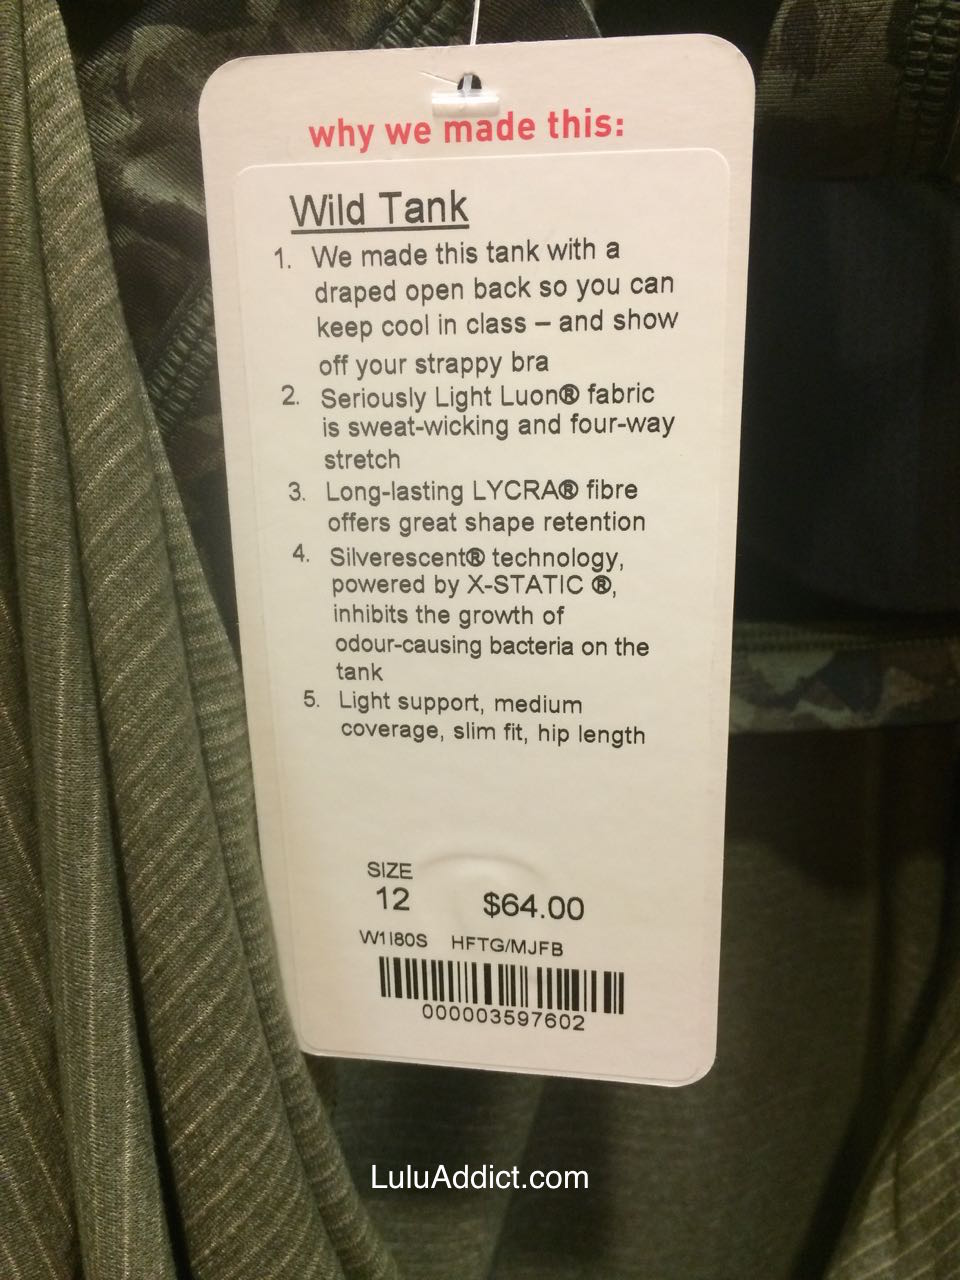 why we made this:
Wild Tank
1. We made this tank with a
draped open back so you can
keep cool in class – and show
off your strappy bra
2. Seriously Light Luon® fabric
is sweat-wicking and four-way
stretch
3. Long-lasting LYCRA® fibre
offers great shape retention
4. Silverescent® technology,
powered by X-STATIC ®,
inhibits the growth of
odour-causing bacteria on the
tank
5. Light support, medium
coverage, slim fit, hip length
SIZE
12 $64.00
W1I80S HFTG/MJFB
000003597602
LuluAddict.com